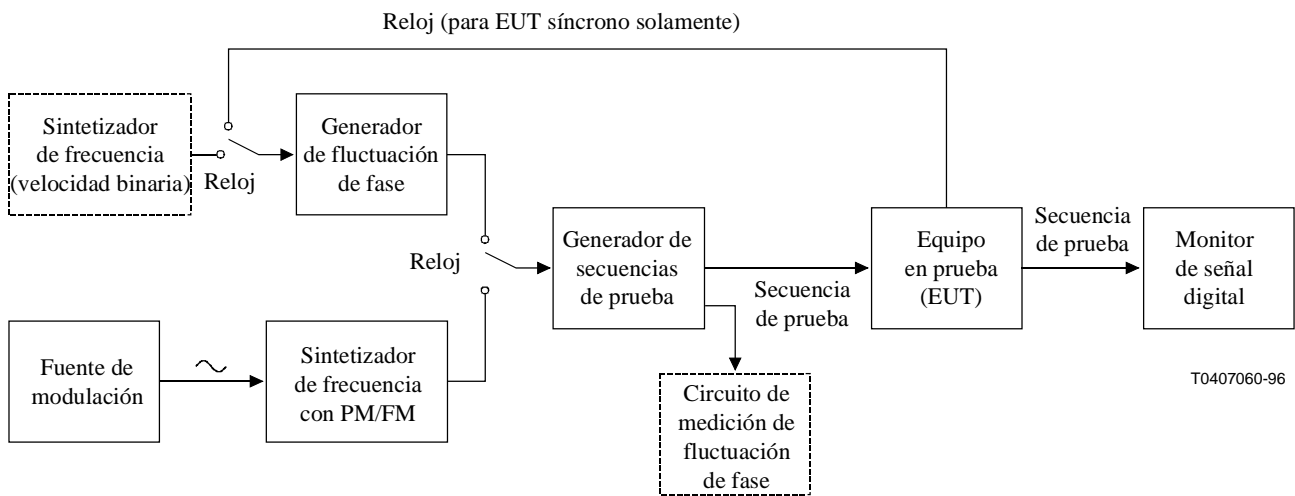 Reloj (para EUT síncrono solamente)
Sintetizador
de frecuencia
(velocidad binaria)
Reloj
Generador
de fluctuación
de fase
Reloj
Fuente de
modulación
Sintetizador
de frecuencia
con PM/FM
Generador de
secuencias
de prueba
Secuencia
de prueba
Circuito de
medición de
fluctuación
de fase
Equipo
en prueba
(EUT)
Secuencia
de prueba
Monitor
de señal
digital
T0407060-96